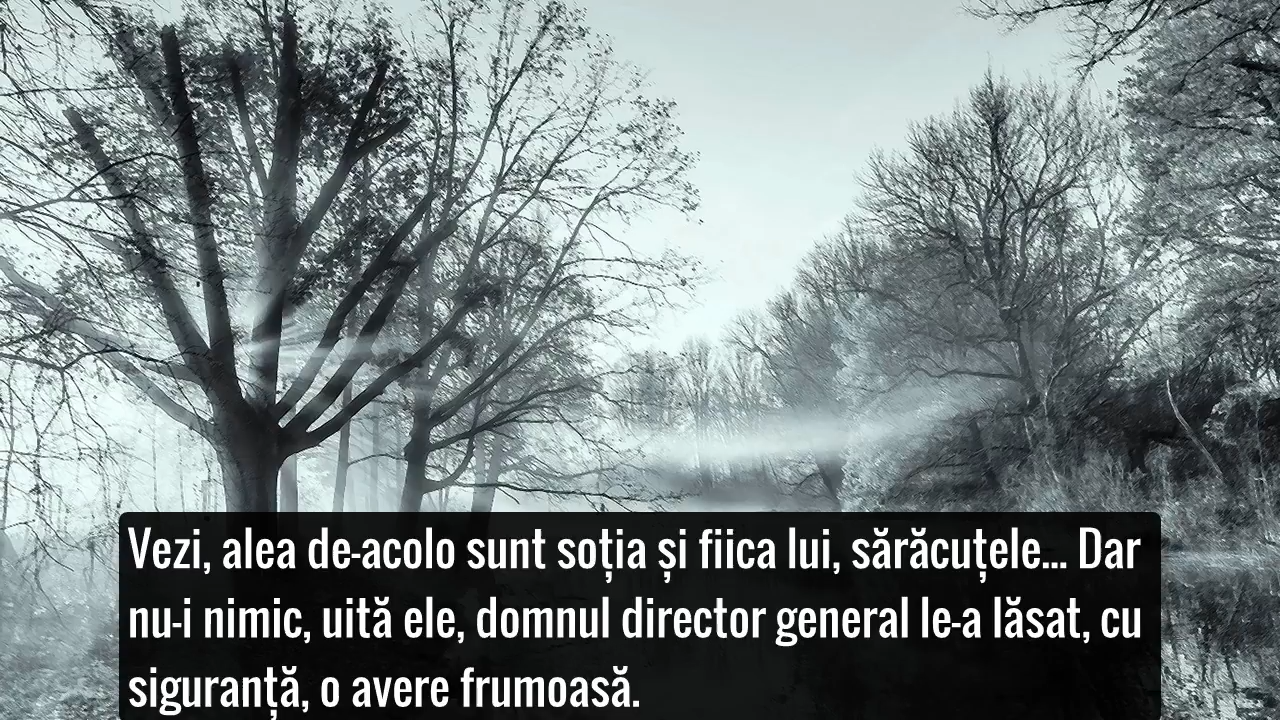 Vezi, alea de-acolo sunt soția și fiica lui, sărăcuțele... Dar
nu-i nimic, uită ele, domnul director general le-a lăsat, cu
siguranță, o avere frumoasă.